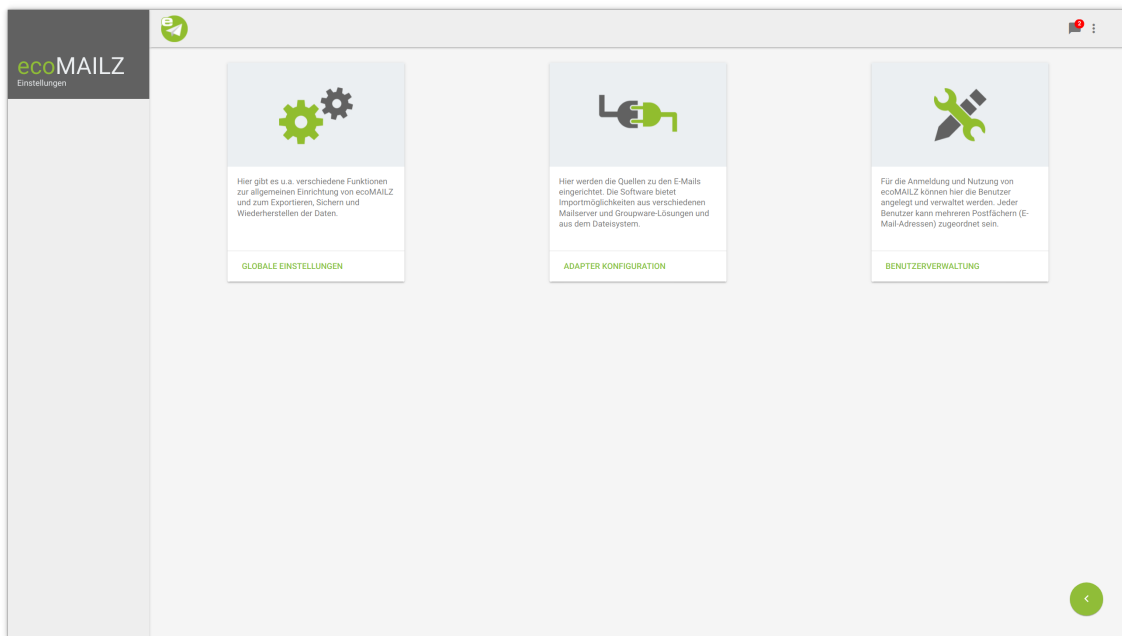 ecoMAILZ
Einstellungen
e
2
Hier gibt es u.a. verschiedene Funktionen
zur allgemeinen Einrichtung von ecoMAILZ
und zum Exportieren, Sichern und
Wiederherstellen der Daten.
GLOBALE EINSTELLUNGEN
Hier werden die Quellen zu den E-Mails
eingerichtet. Die Software bietet
Importmöglichkeiten aus verschiedenen
Mailserver und Groupware-Lösungen und
aus dem Dateisystem.
ADAPTER KONFIGURATION
Für die Anmeldung und Nutzung von
ecoMAILZ können hier die Benutzer
angelegt und verwaltet werden. Jeder
Benutzer kann mehreren Postfächern (E-
Mail-Adressen) zugeordnet sein.
BENUTZERVERWALTUNG